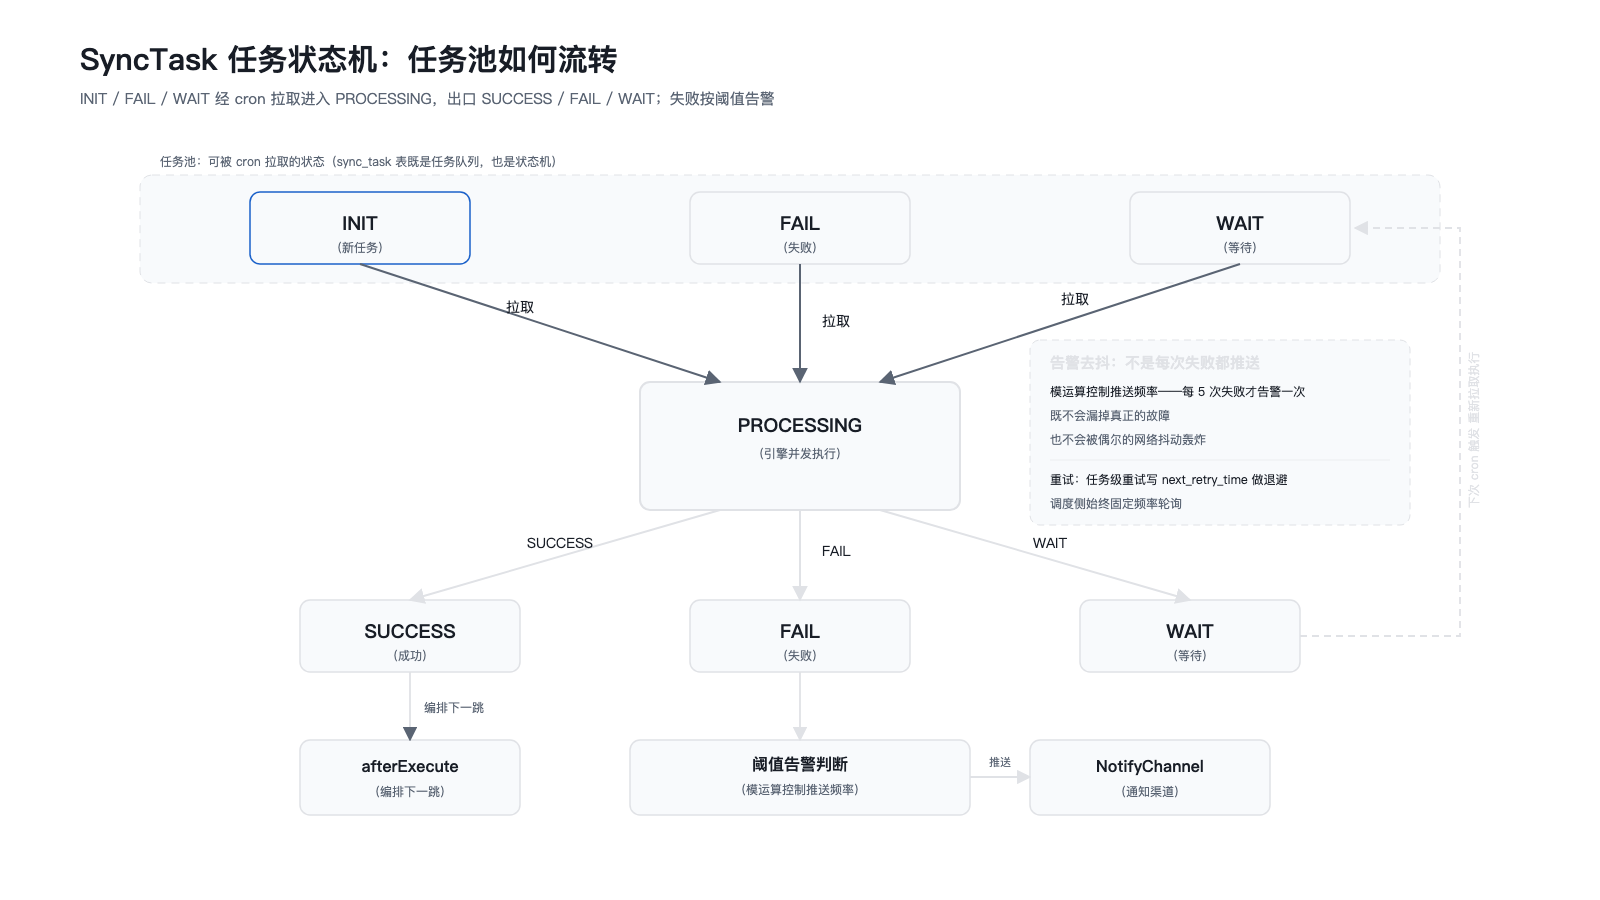 SyncTask 任务状态机：任务池如何流转
INIT / FAIL / WAIT 经 cron 拉取进入 PROCESSING，出口 SUCCESS / FAIL / WAIT；失败按阈值告警
任务池：可被 cron 拉取的状态（sync_task 表既是任务队列，也是状态机）
INIT
（新任务）
FAIL
（失败）
WAIT
（等待）
拉取
拉取
拉取
告警去抖：不是每次失败都推送
模运算控制推送频率——每 5 次失败才告警一次
既不会漏掉真正的故障
也不会被偶尔的网络抖动轰炸
重试：任务级重试写 next_retry_time 做退避
调度侧始终固定频率轮询
下次 cron 触发 重新拉取执行
PROCESSING
（引擎并发执行）
SUCCESS
FAIL
WAIT
SUCCESS
（成功）
FAIL
（失败）
WAIT
（等待）
编排下一跳
afterExecute
（编排下一跳）
阈值告警判断
（模运算控制推送频率）
推送
NotifyChannel
（通知渠道）